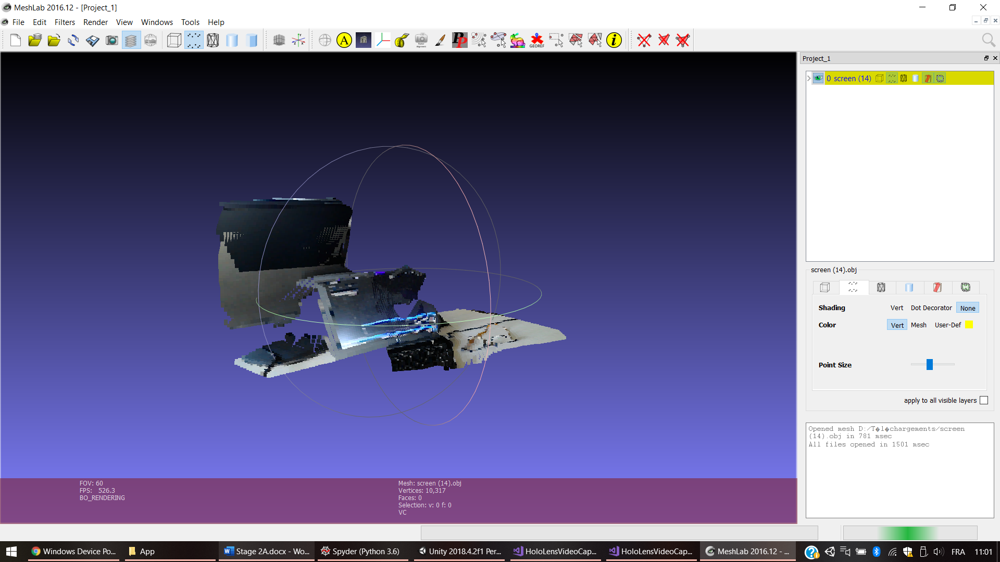 MeshLab 2016.12 - [Project_1]
File Edit Filters Render View Windows Tools Help
A
PP
GEOREF
i
Project_1
0 screen (14)
screen (14).obj
Shading Vert Dot Decorator None
Color Vert Mesh User-Def
Point Size
apply to all visible layers
Opened mesh D:/T�l�chargements/screen
(14).obj in 781 msec
All files opened in 1501 msec
FOV: 60
FPS: 526.3
BO_RENDERING
Mesh: screen (14).obj
Vertices: 10,317
Faces: 0
Selection: v: 0 f: 0
VC
Windows Device Po... App Stage 2A.docx - Wo... Spyder (Python 3.6) Unity 2018.4.2f1 Per... HoloLensVideoCap... HoloLensVideoCap... MeshLab 2016.12 - ... FRA 11:01